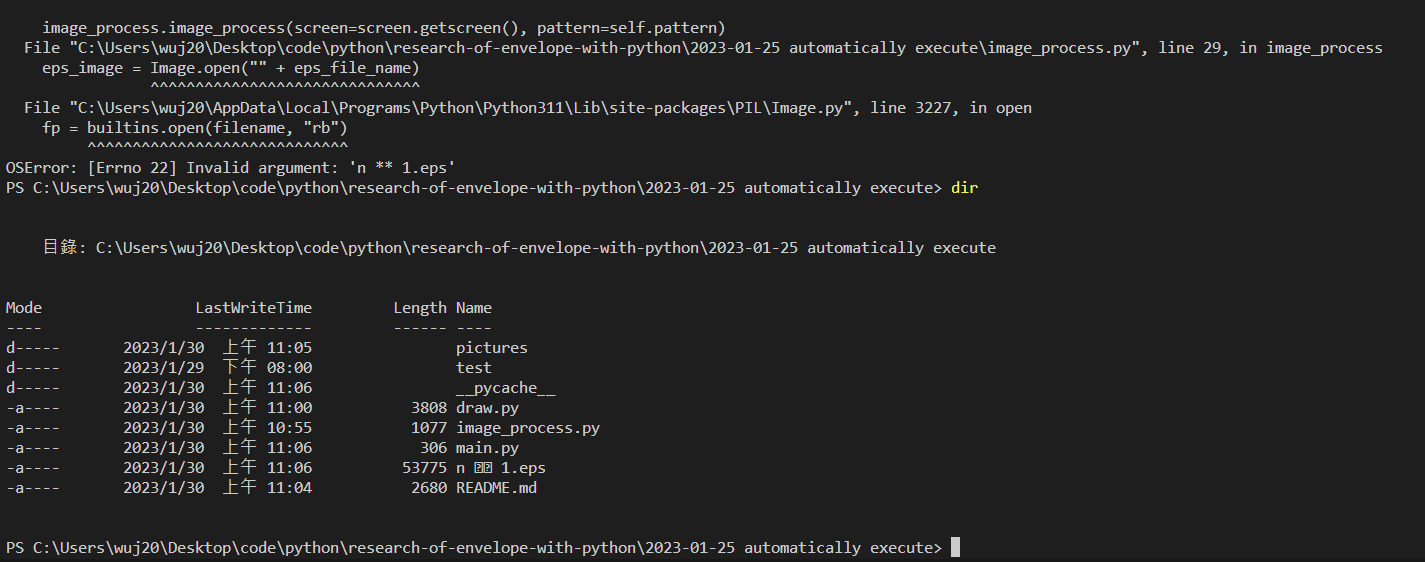 image_process.image_process(screen=screen.getscreen(), pattern=self.pattern)
File "C:\Users\wuj20\Desktop\code\python\research-of-envelope-with-python\2023-01-25 automatically execute\image_process.py", line 29, in image_process
eps_image = Image.open("" + eps_file_name)
^^^^^^^^^^^^^^^^^^^^^^^^^^^^^^
File "C:\Users\wuj20\AppData\Local\Programs\Python\Python311\Lib\site-packages\PIL\Image.py", line 3227, in open
fp = builtins.open(filename, "rb")
^^^^^^^^^^^^^^^^^^^^^^^^^^^^^
OSError: [Errno 22] Invalid argument: 'n ** 1.eps'
PS C:\Users\wuj20\Desktop\code\python\research-of-envelope-with-python\2023-01-25 automatically execute> dir
目錄: C:\Users\wuj20\Desktop\code\python\research-of-envelope-with-python\2023-01-25 automatically execute
Mode LastWriteTime Length Name
---- ------------- ------ ----
d----- 2023/1/30 上午 11:05 pictures
d----- 2023/1/29 下午 08:00 test
d----- 2023/1/30 上午 11:06 __pycache__
-a---- 2023/1/30 上午 11:00 3808 draw.py
-a---- 2023/1/30 上午 10:55 1077 image_process.py
-a---- 2023/1/30 上午 11:06 306 main.py
-a---- 2023/1/30 上午 11:06 53775 n 1.eps
-a---- 2023/1/30 上午 11:04 2680 README.md
PS C:\Users\wuj20\Desktop\code\python\research-of-envelope-with-python\2023-01-25 automatically execute>